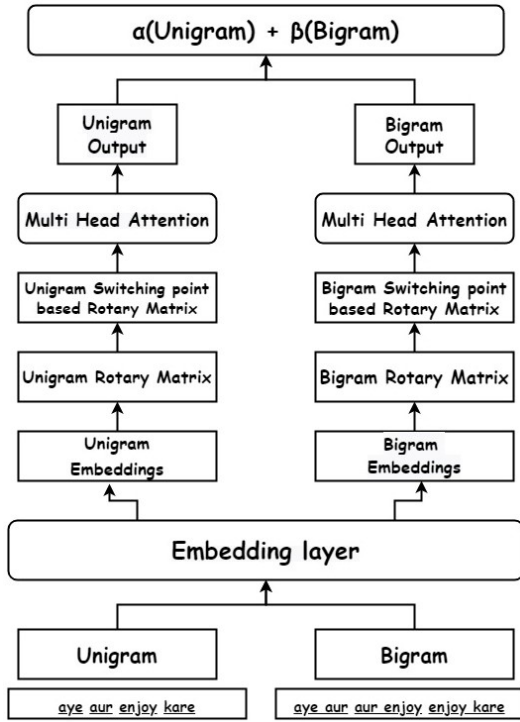 α(Unigram) + β(Bigram)
Unigram
Output
Bigram
Output
Multi Head Attention
Multi Head Attention
Unigram Switching point
based Rotary Matrix
Bigram Switching point
based Rotary Matrix
Unigram Rotary Matrix
Bigram Rotary Matrix
Unigram
Embeddings
Bigram
Embeddings
Embedding layer
Unigram
Bigram
aye aur enjoy kare
aye aur aur enjoy enjoy kare